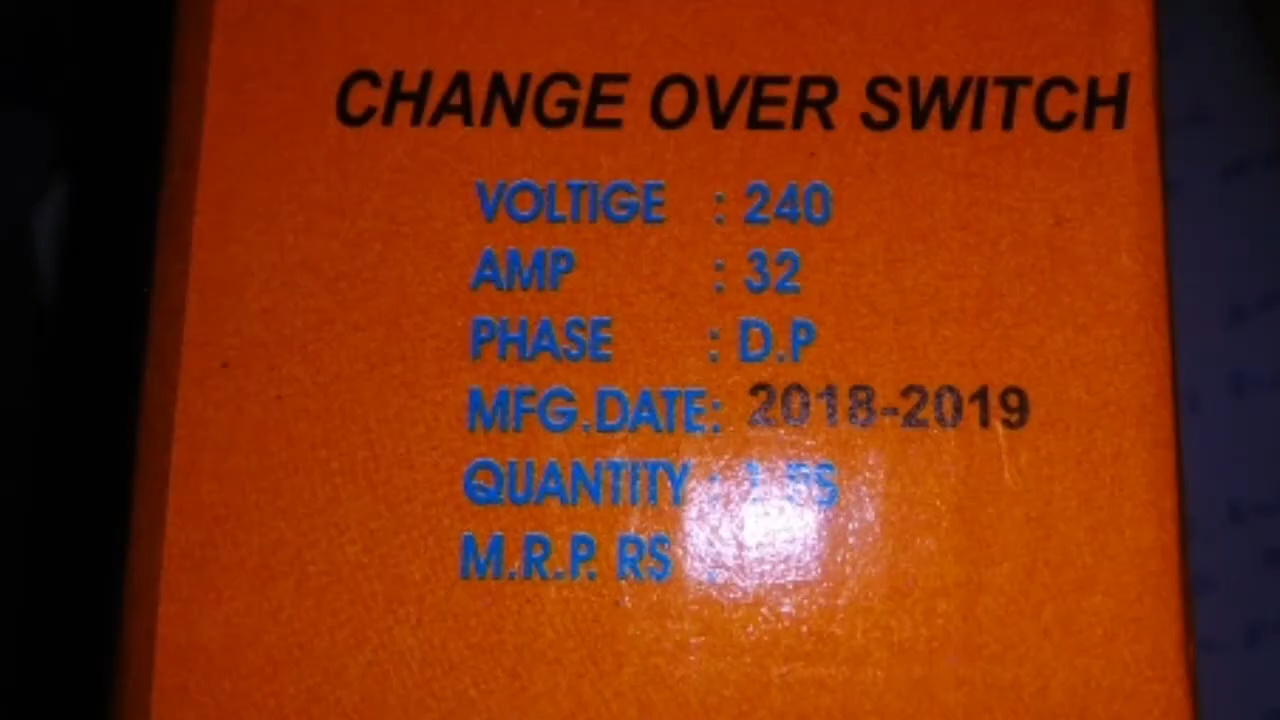 CHANGE OVER SWITCH
VOLTIGE : 240
AMP : 32
PHASE : D.P
MFG.DATE: 2018-2019
QUANTITY :
M.R.P. RS :